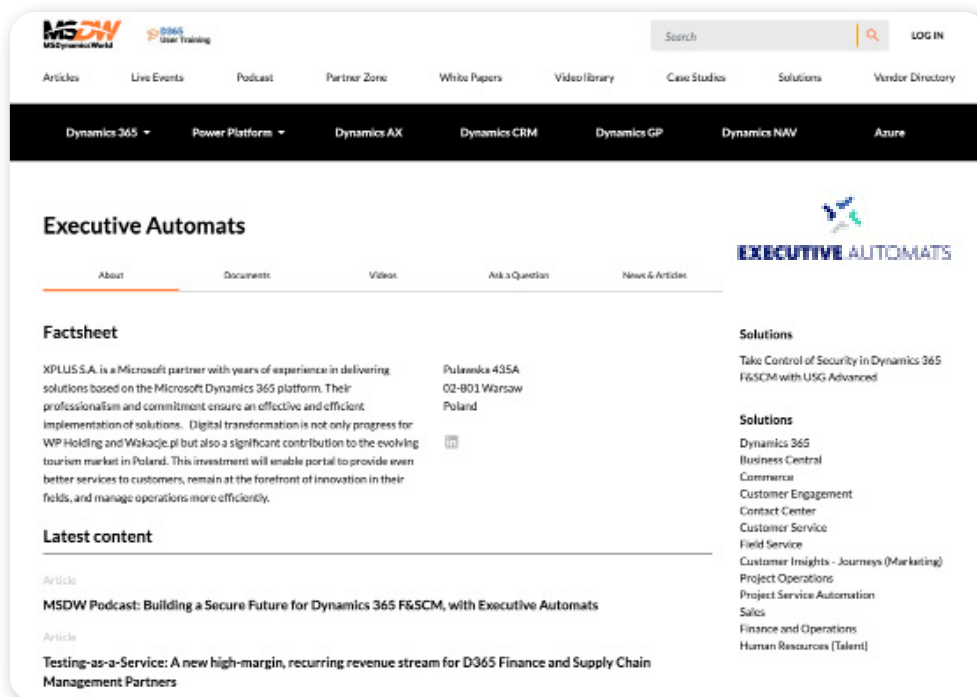 MSDW
MSDynamicsWorld
D365
User Training
Search
LOG IN
Articles
Live Events
Podcast
Partner Zone
White Papers
Video library
Case Studies
Solutions
Vendor Directory
Dynamics 365
Power Platform
Dynamics AX
Dynamics CRM
Dynamics GP
Dynamics NAV
Azure
Executive Automats
EXECUTIVE AUTOMATS
About
Documents
Videos
Ask a Question
News & Articles
Factsheet
XPLUS S.A. is a Microsoft partner with years of experience in delivering
solutions based on the Microsoft Dynamics 365 platform. Their
professionalism and commitment ensure an effective and efficient
implementation of solutions. Digital transformation is not only progress for
WP Holding and Wakacje.pl but also a significant contribution to the evolving
tourism market in Poland. This investment will enable portal to provide even
better services to customers, remain at the forefront of innovation in their
fields, and manage operations more efficiently.
Puławska 435A
02-801 Warsaw
Poland
in
Latest content
Article
MSDW Podcast: Building a Secure Future for Dynamics 365 F&SCM, with Executive Automats
Article
Testing-as-a-Service: A new high-margin, recurring revenue stream for D365 Finance and Supply Chain
Management Partners
Solutions
Take Control of Security in Dynamics 365
F&SCM with USG Advanced
Solutions
Dynamics 365
Business Central
Commerce
Customer Engagement
Contact Center
Customer Service
Field Service
Customer Insights - Journeys (Marketing)
Project Operations
Project Service Automation
Sales
Finance and Operations
Human Resources (Talent)